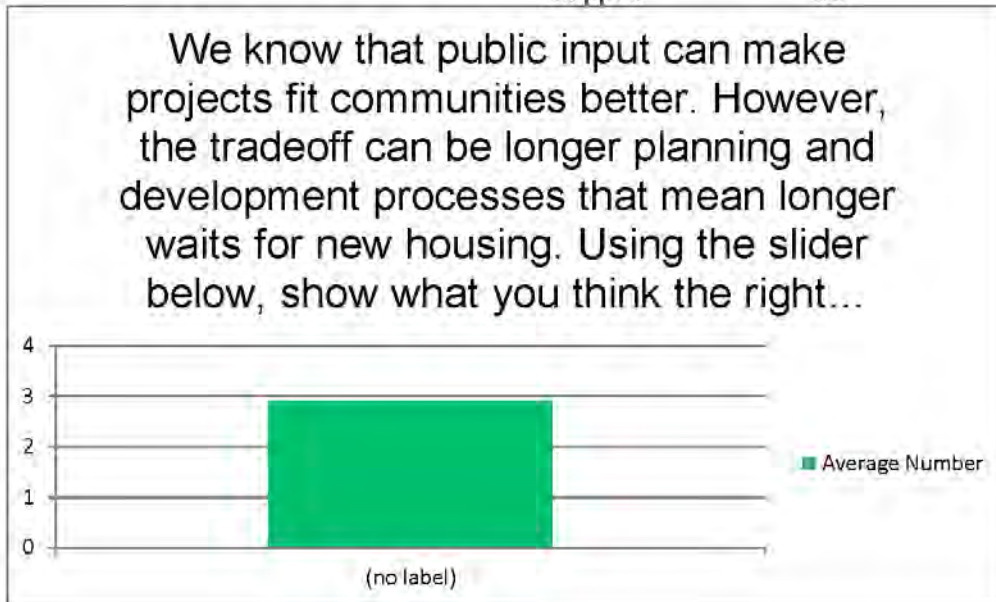 We know that public input can make
projects fit communities better. However,
the tradeoff can be longer planning and
development processes that mean longer
waits for new housing. Using the slider
below, show what you think the right...
4
3
2
1
0
Average Number
(no label)